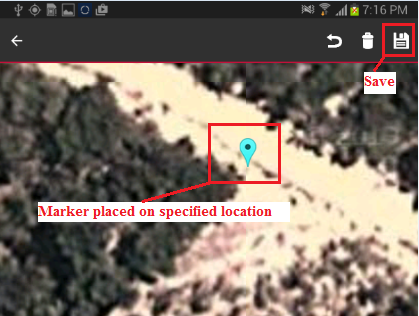 7:16 PM
Save
Marker placed on specified location